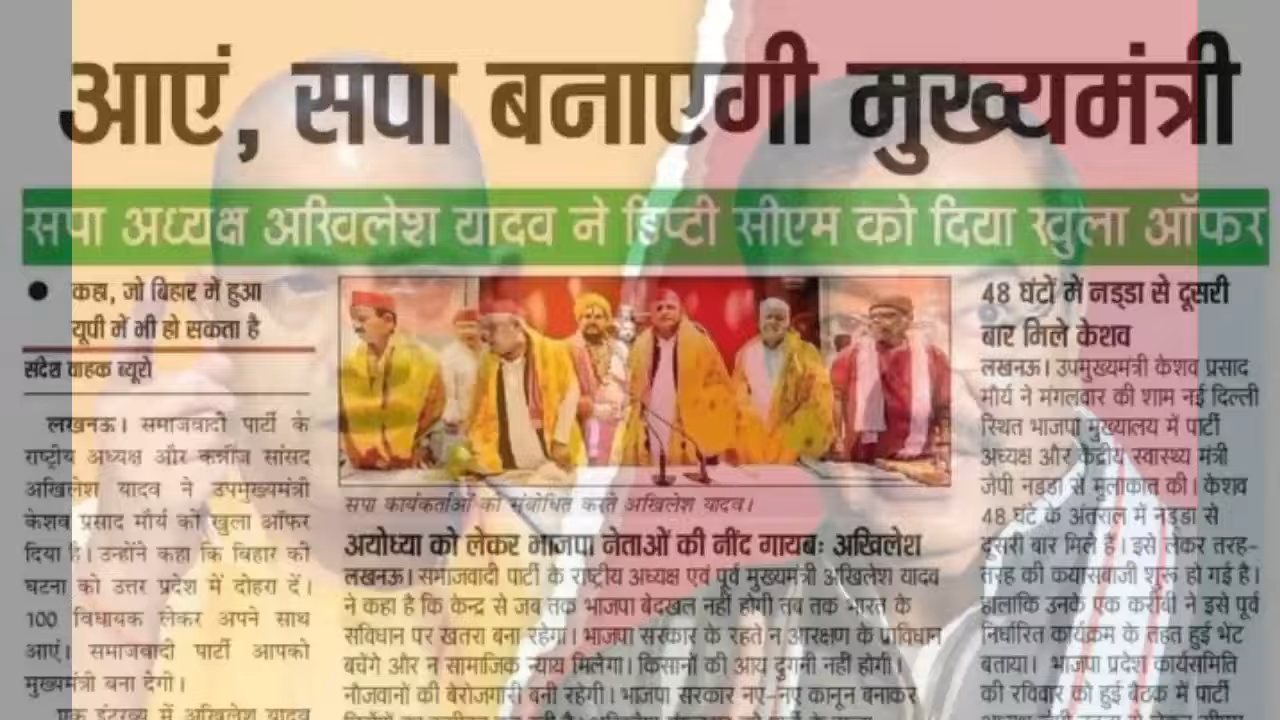 आएं, सपा बनाएगी मुख्यमंत्री
सपा अध्यक्ष अखिलेश यादव ने डिप्टी सीएम को दिया खुला ऑफर
● कहा, जो बिहार में हुआ
यूपी में भी हो सकता है
संदेश वाहक ब्यूरो
लखनऊ। समाजवादी पार्टी के
राष्ट्रीय अध्यक्ष और कन्नौज सांसद
अखिलेश यादव ने उपमुख्यमंत्री
केशव प्रसाद मौर्य को खुला ऑफर
दिया है। उन्होंने कहा कि बिहार की
घटना को उत्तर प्रदेश में दोहरा दें।
100 विधायक लेकर अपने साथ
आएं। समाजवादी पार्टी आपको
मुख्यमंत्री बना देगी।
एक इंटरव्यू में अखिलेश यादव
सपा कार्यकर्ताओं को संबोधित करते अखिलेश यादव।
अयोध्या को लेकर भाजपा नेताओं की नींद गायबः अखिलेश
लखनऊ। समाजवादी पार्टी के राष्ट्रीय अध्यक्ष एवं पूर्व मुख्यमंत्री अखिलेश यादव
ने कहा है कि केन्द्र से जब तक भाजपा बेदखल नहीं होगी तब तक भारत के
संविधान पर खतरा बना रहेगा। भाजपा सरकार के रहते न आरक्षण के प्राविधान
बचेंगे और न सामाजिक न्याय मिलेगा। किसानों की आय दुगनी नहीं होगी।
नौजवानों की बेरोजगारी बनी रहेगी। भाजपा सरकार नए-नए कानून बनाकर
48 घंटों में नड्डा से दूसरी
बार मिले केशव
लखनऊ। उपमुख्यमंत्री केशव प्रसाद
मौर्य ने मंगलवार की शाम नई दिल्ली
स्थित भाजपा मुख्यालय में पार्टी
अध्यक्ष और केंद्रीय स्वास्थ्य मंत्री
जेपी नड्डा से मुलाकात की। केशव
48 घंटे के अंतराल में नड्डा से
दूसरी बार मिले हैं। इसे लेकर तरह-
तरह की कयासबाजी शुरू हो गई है।
हालांकि उनके एक करीबी ने इसे पूर्व
निर्धारित कार्यक्रम के तहत हुई भेंट
बताया। भाजपा प्रदेश कार्यसमिति
की रविवार को हुई बैठक में पार्टी